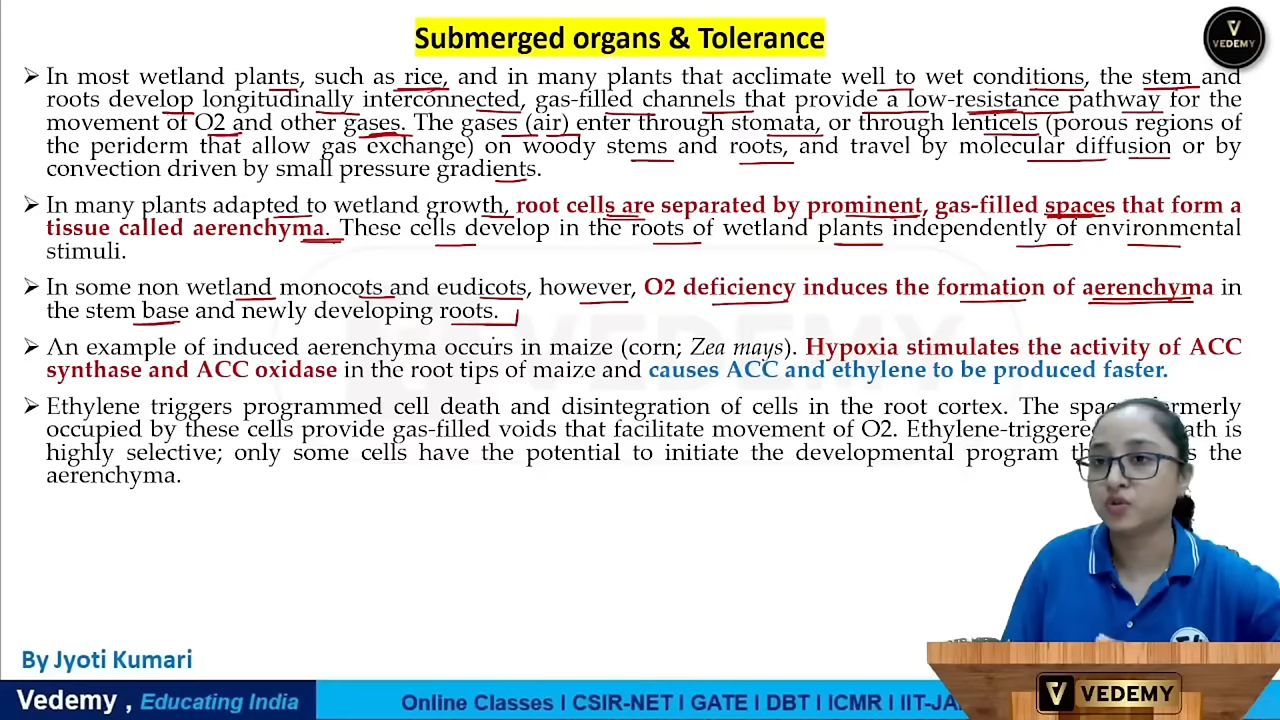 Submerged organs & Tolerance
VEDEMY
➢ In most wetland plants, such as rice, and in many plants that acclimate well to wet conditions, the stem and
roots develop longitudinally interconnected, gas-filled channels that provide a low-resistance pathway for the
movement of O2 and other gases. The gases (air) enter through stomata, or through lenticels (porous regions of
the periderm that allow gas exchange) on woody stems and roots, and travel by molecular diffusion or by
convection driven by small pressure gradients.
➢ In many plants adapted to wetland growth, root cells are separated by prominent, gas-filled spaces that form a
tissue called aerenchyma. These cells develop in the roots of wetland plants independently of environmental
stimuli.
➢ In some non wetland monocots and eudicots, however, O2 deficiency induces the formation of aerenchyma in
the stem base and newly developing roots.
➢ An example of induced aerenchyma occurs in maize (corn; Zea mays). Hypoxia stimulates the activity of ACC
synthase and ACC oxidase in the root tips of maize and causes ACC and ethylene to be produced faster.
➢ Ethylene triggers programmed cell death and disintegration of cells in the root cortex. The formerly
occupied by these cells provide gas-filled voids that facilitate movement of O2. is
highly selective; only some cells have the potential to initiate the developmental program the
aerenchyma.
VEDEMY
By Jyoti Kumari
VEDEMY
Vedemy , Educating India
Online Classes I CSIR-NET I GATE I DBT I ICMR I